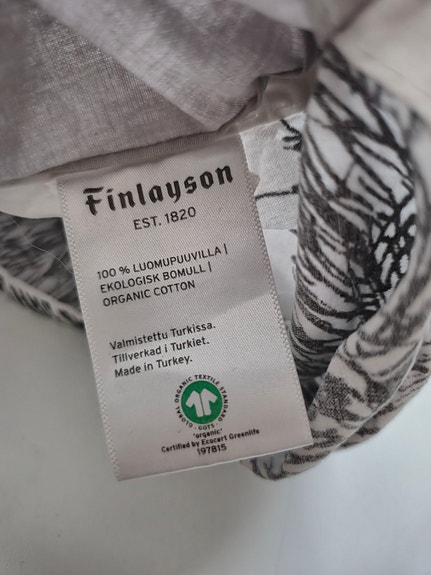 Finlayson
EST. 1820
100 % LUOMUPUUVILLA |
EKOLOGISK BOMULL |
ORGANIC COTTON
Valmistettu Turkissa.
Tillverkad i Turkiet.
Made in Turkey.
GLOBAL ORGANIC TEXTILE STANDARD
· GOTS ·
"organic"
Certified by Ecocert Greenlife
197815